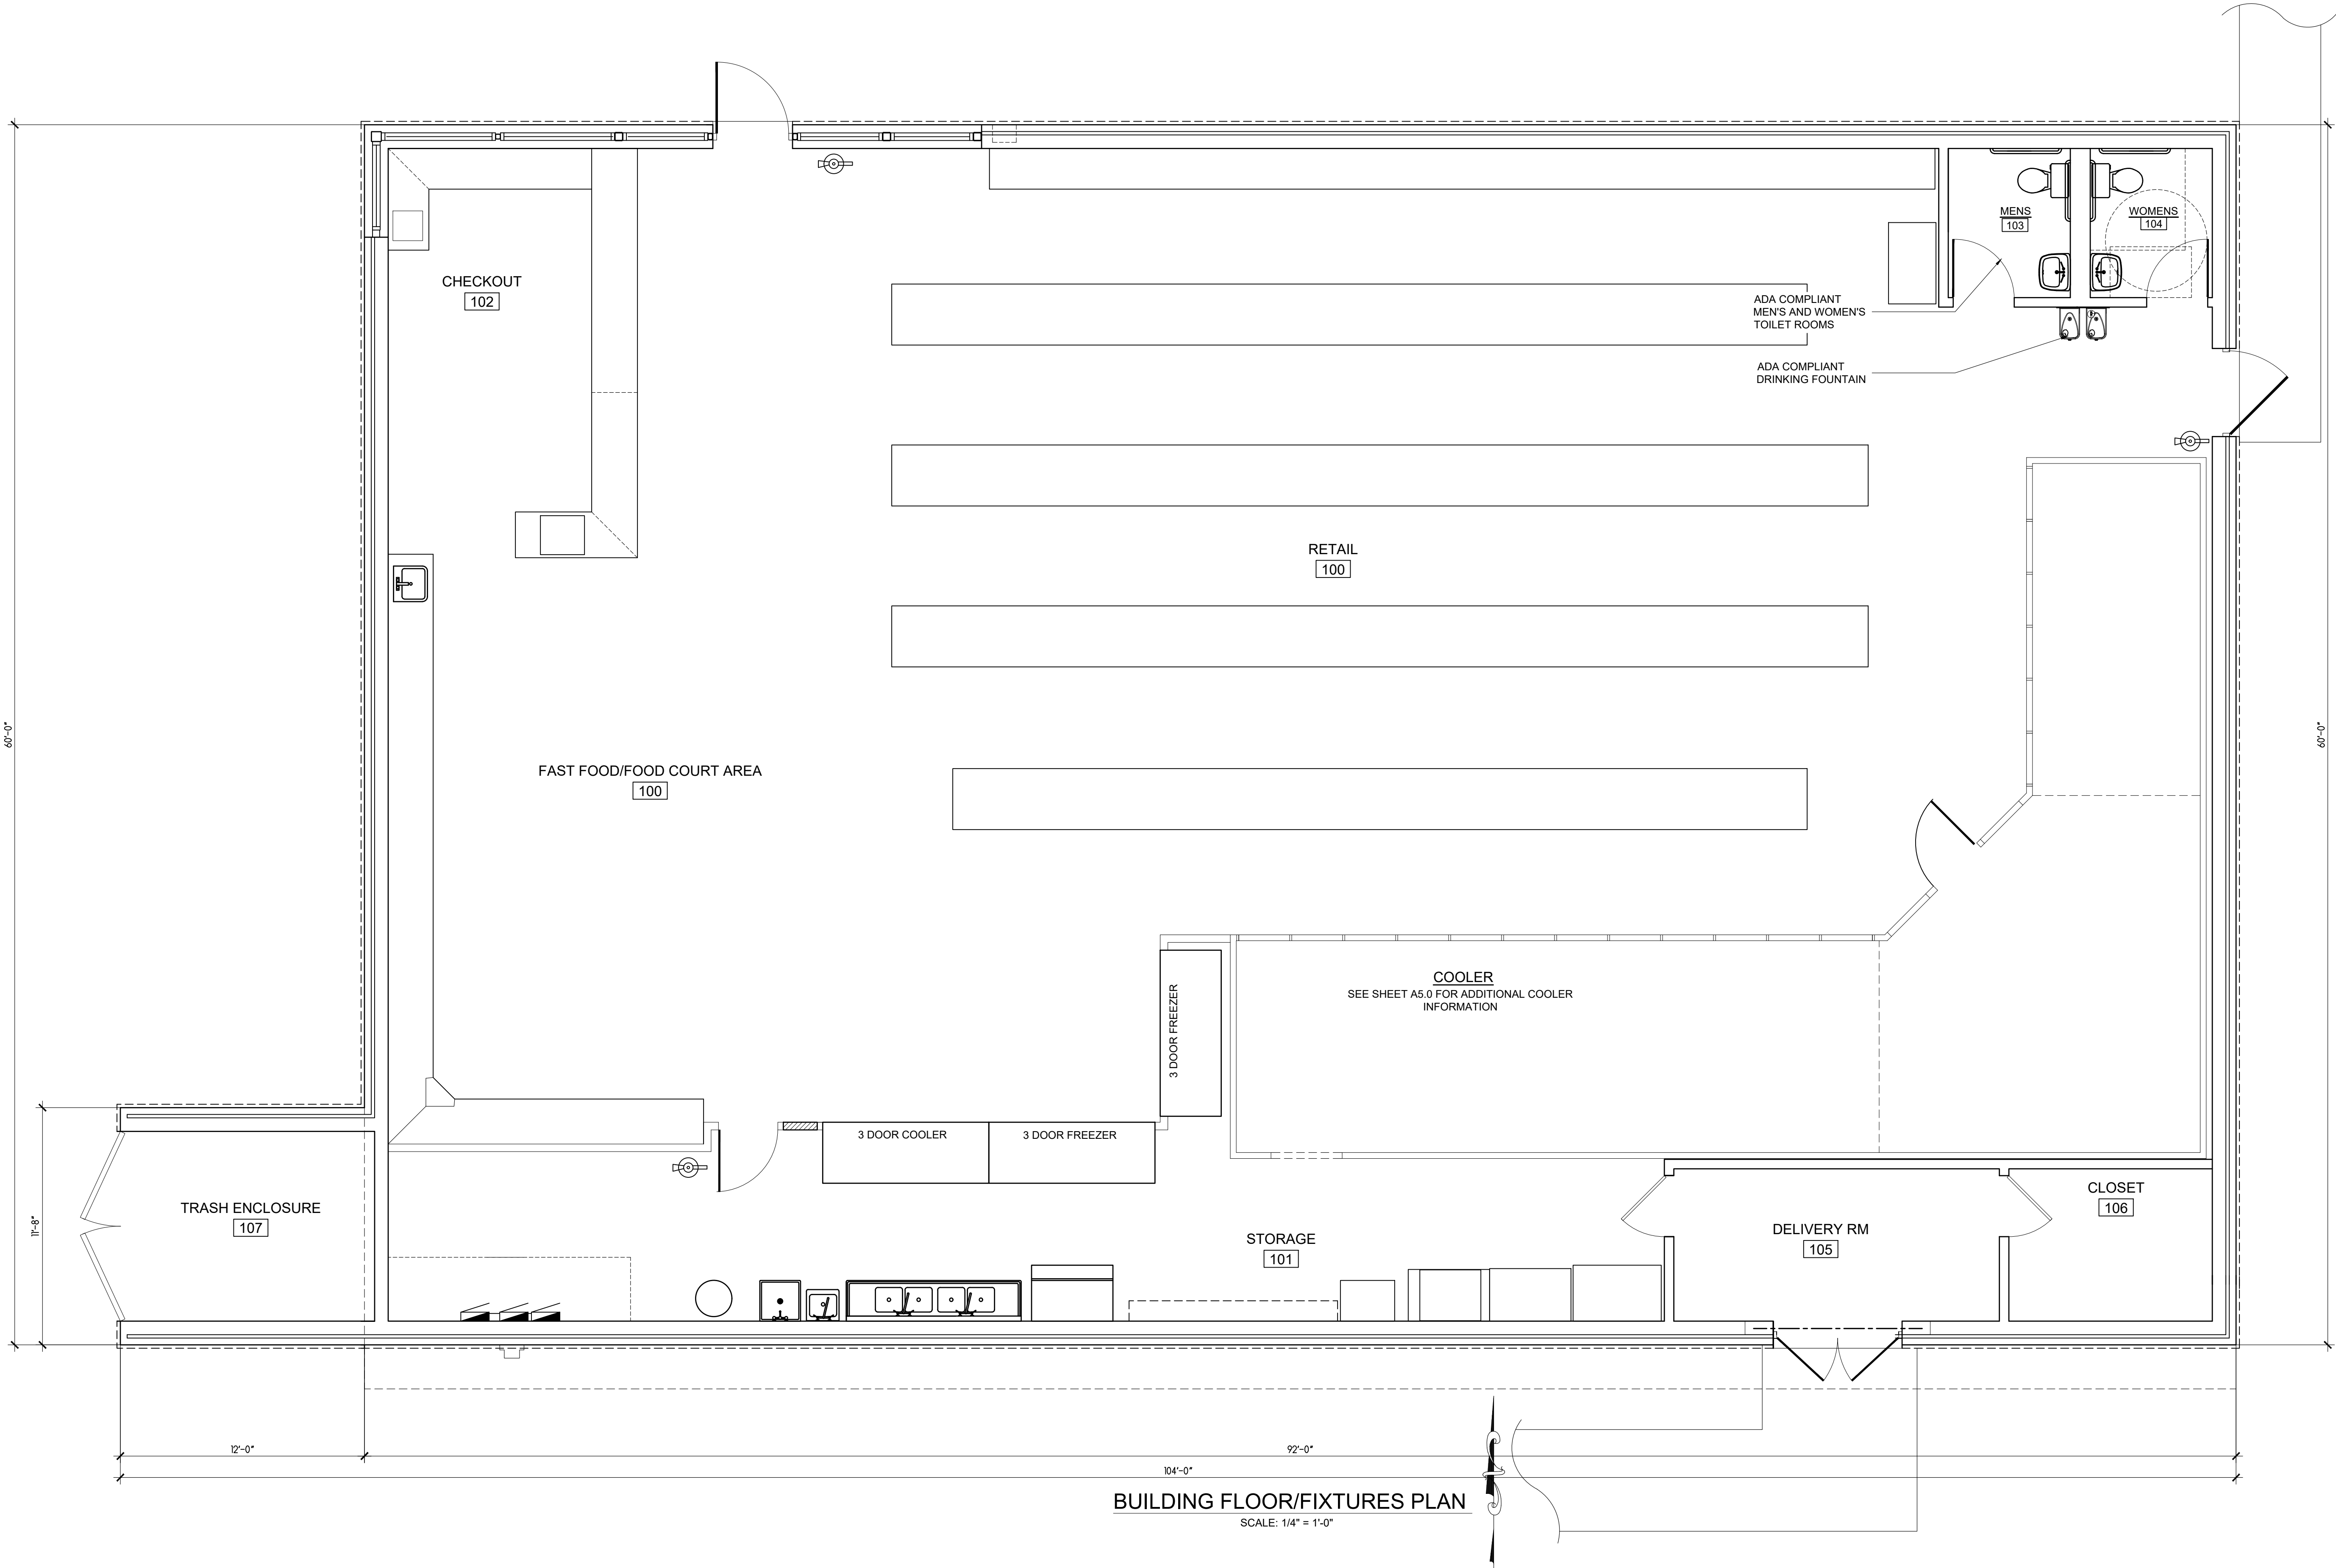 MENS
103
WOMENS
104
CHECKOUT
102
ADA COMPLIANT
MEN'S AND WOMEN'S
TOILET ROOMS
ADA COMPLIANT
DRINKING FOUNTAIN
RETAIL
100
60'-0"
60'-0"
FAST FOOD/FOOD COURT AREA
100
COOLER
SEE SHEET A5.0 FOR ADDITIONAL COOLER
INFORMATION
3 DOOR FREEZER
3 DOOR COOLER
3 DOOR FREEZER
TRASH ENCLOSURE
107
11'-8"
STORAGE
101
DELIVERY RM
105
CLOSET
106
12'-0"
92'-0"
104'-0"
BUILDING FLOOR/FIXTURES PLAN
SCALE: 1/4" = 1'-0"